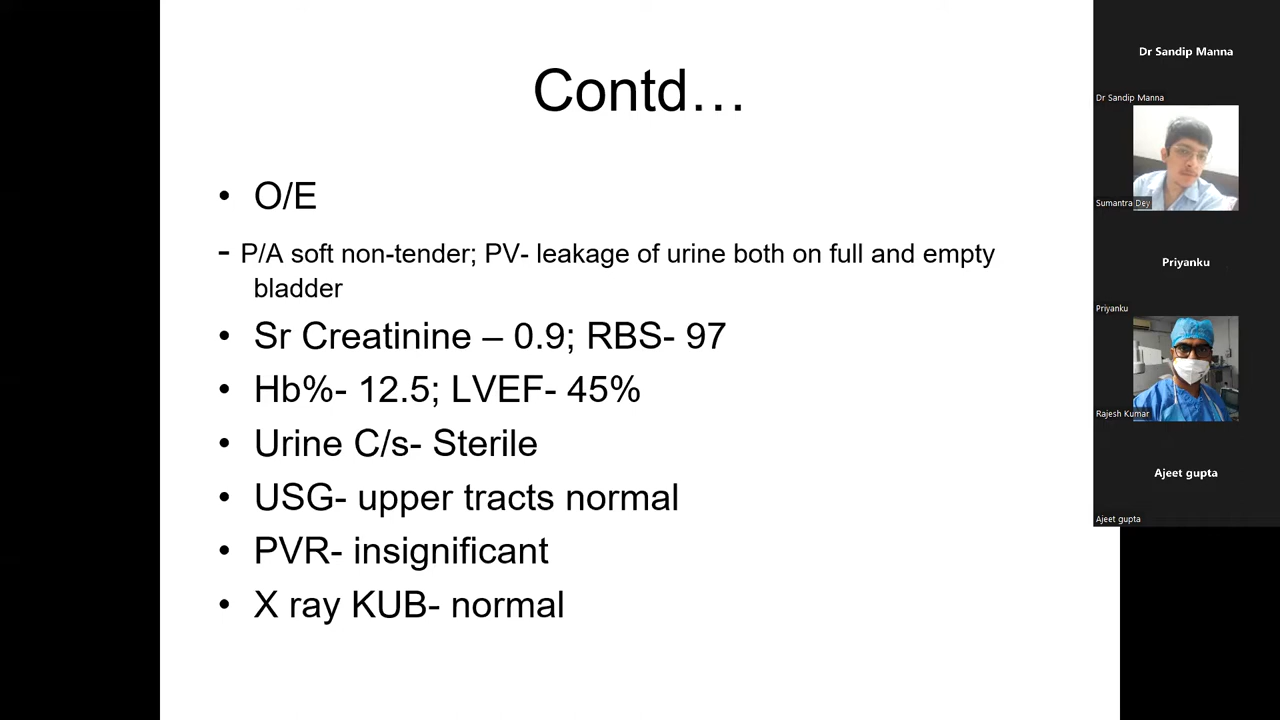 Contd…
• O/E
- P/A soft non-tender; PV- leakage of urine both on full and empty
bladder
• Sr Creatinine – 0.9; RBS- 97
• Hb%- 12.5; LVEF- 45%
• Urine C/s- Sterile
• USG- upper tracts normal
• PVR- insignificant
• X ray KUB- normal
Dr Sandip Manna
Dr Sandip Manna
Sumantra Dey
Priyanku
Priyanku
Rajesh Kumar
Ajeet gupta
Ajeet gupta